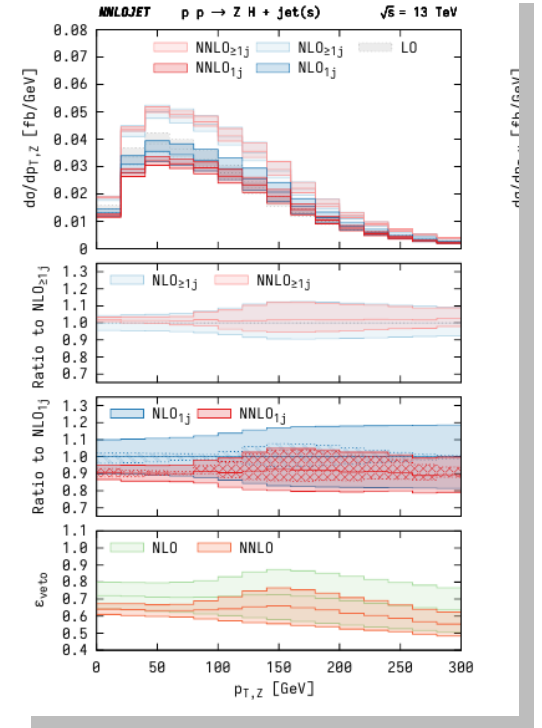 NNLOJET p p → Z H + jet(s) √s = 13 TeV
NNLO≥1j NLO≥1j LO
NNLO1j NLO1j
dσ/dpT,Z [fb/GeV]
0.08
0.07
0.06
0.05
0.04
0.03
0.02
0.01
0
Ratio to NLO≥1j
NLO≥1j NNLO≥1j
1.3
1.2
1.1
1.0
0.9
0.8
0.7
Ratio to NLO1j
NLO1j NNLO1j
1.3
1.2
1.1
1.0
0.9
0.8
0.7
εveto
NLO NNLO
1.1
1.0
0.9
0.8
0.7
0.6
0.5
0.4
0 50 100 150 200 250 300
pT,Z [GeV]